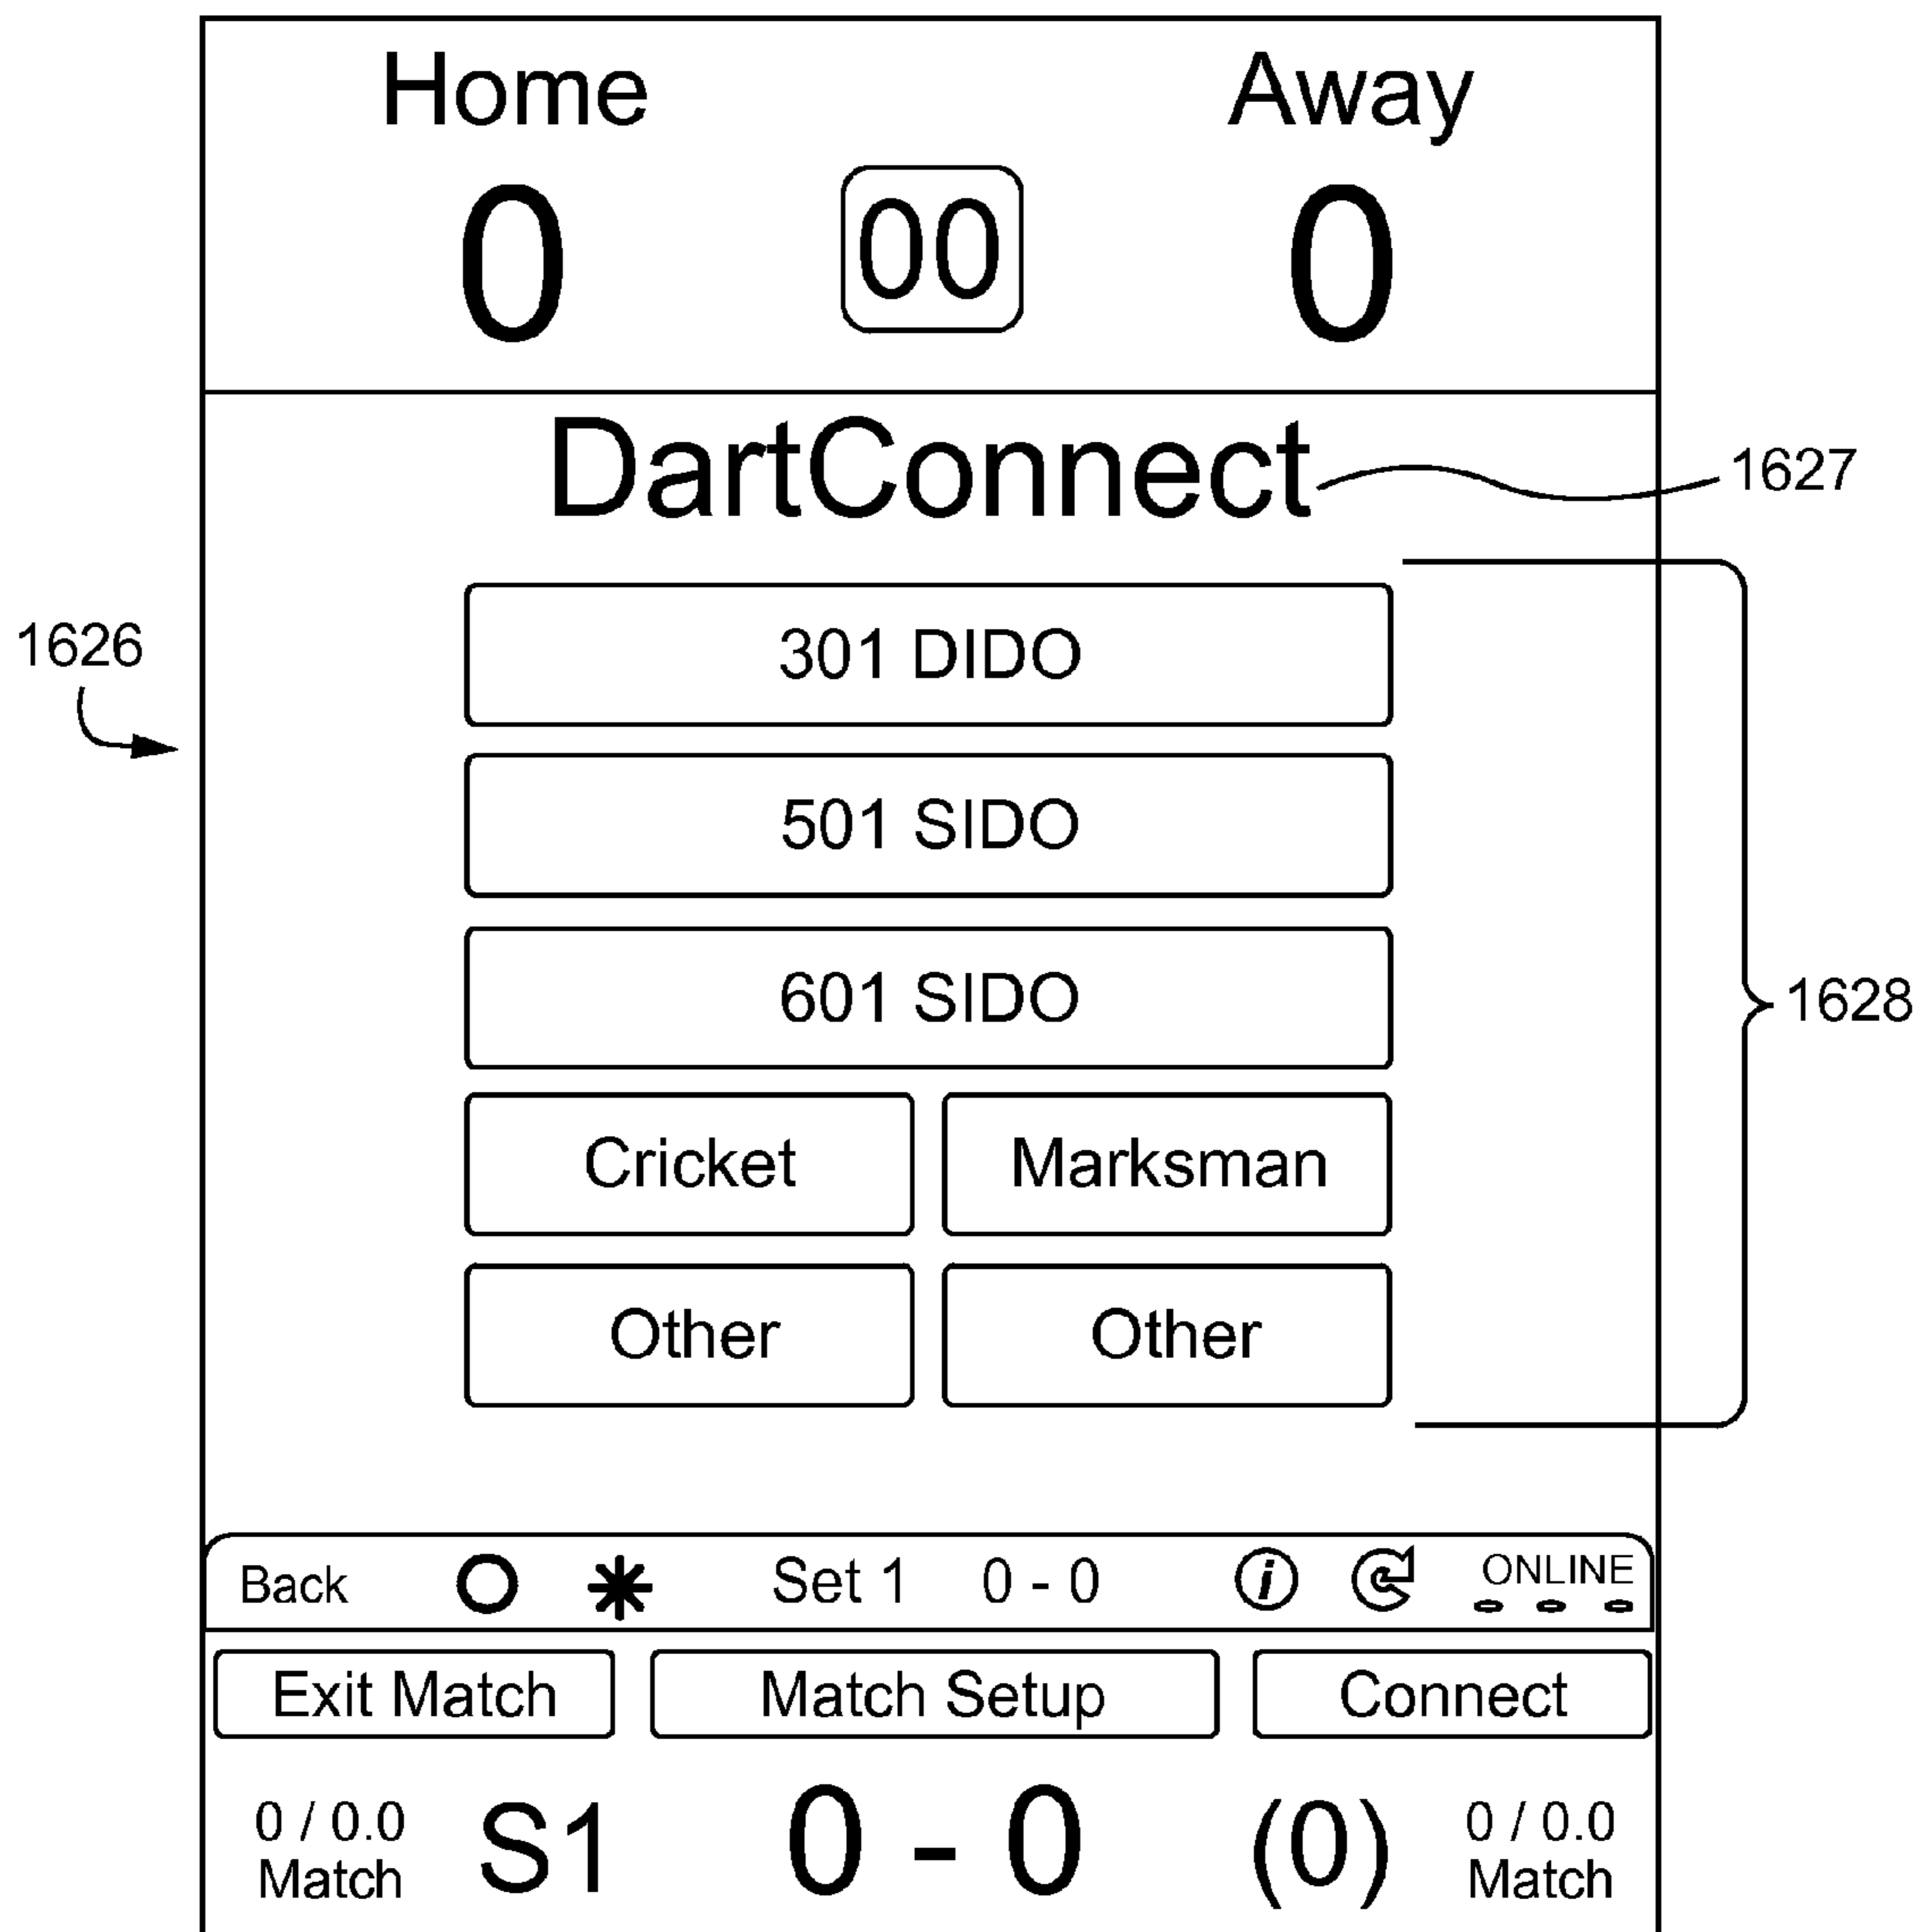 Home Away
0 00 0
DartConnect
1627
301 DIDO
1626
501 SIDO
601 SIDO
1628
Cricket Marksman
Other Other
Back Set 1 0 - 0 i ONLINE
Exit Match Match Setup Connect
0 / 0.0 S1 0 - 0 (0) 0 / 0.0
Match Match